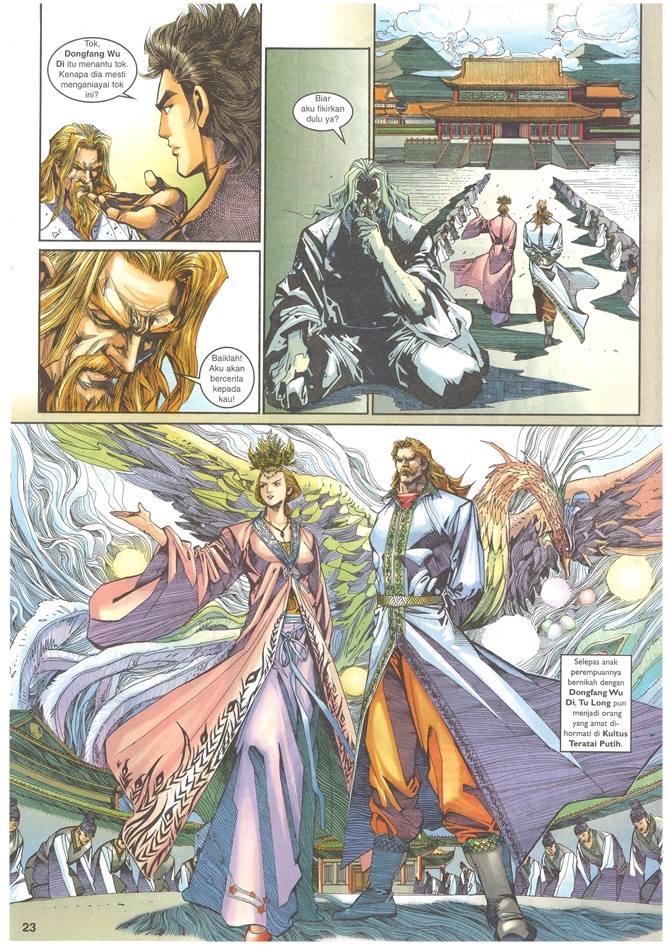 Tok,
Dongfang Wu
Di itu menantu tok.
Kenapa dia mesti
menganiayai tok
ini?
Biar
aku fikirkan
dulu ya?
Baiklah!
Aku akan
bercerita
kepada
kau!
Selepas anak
perempuannya
bernikah dengan
Dongfang Wu
Di, Tu Long pun
menjadi orang
yang amat di-
hormati di Kultus
Teratai Putih.
23